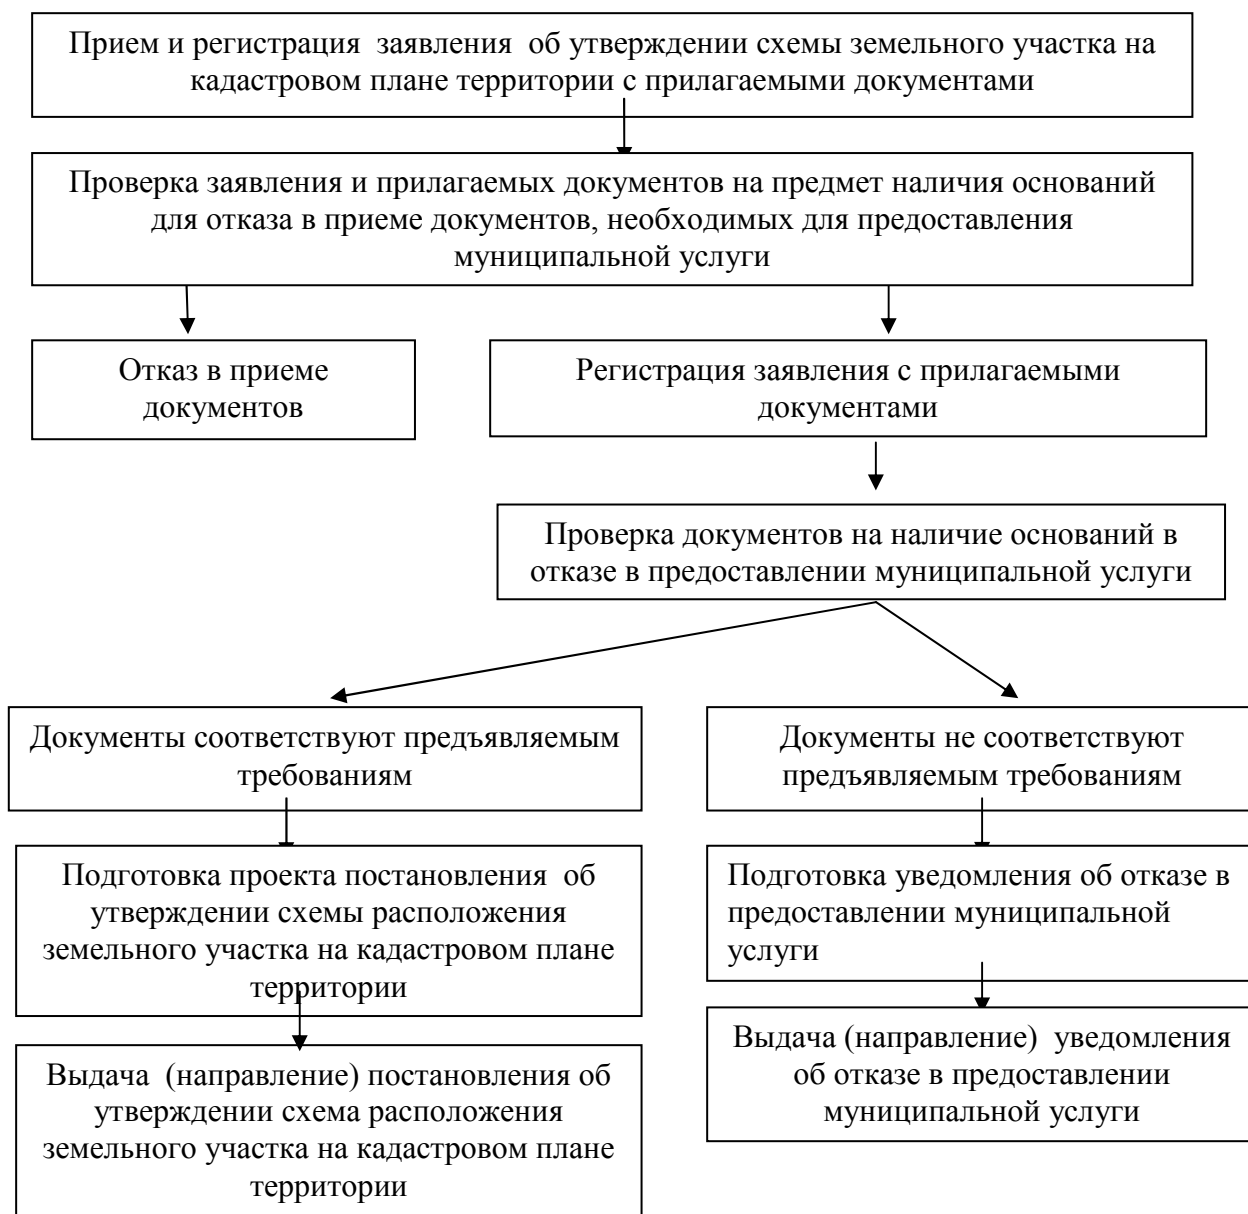 Прием и регистрация заявления об утверждении схемы земельного участка на
кадастровом плане территории с прилагаемыми документами
Проверка заявления и прилагаемых документов на предмет наличия оснований
для отказа в приеме документов, необходимых для предоставления
муниципальной услуги
Отказ в приеме
документов
Регистрация заявления с прилагаемыми
документами
Проверка документов на наличие оснований в
отказе в предоставлении муниципальной услуги
Документы соответствуют предъявляемым
требованиям
Документы не соответствуют
предъявляемым требованиям
Подготовка проекта постановления об
утверждении схемы расположения
земельного участка на кадастровом плане
территории
Подготовка уведомления об отказе в
предоставлении муниципальной
услуги
Выдача (направление) постановления об
утверждении схема расположения
земельного участка на кадастровом плане
территории
Выдача (направление) уведомления
об отказе в предоставлении
муниципальной услуги